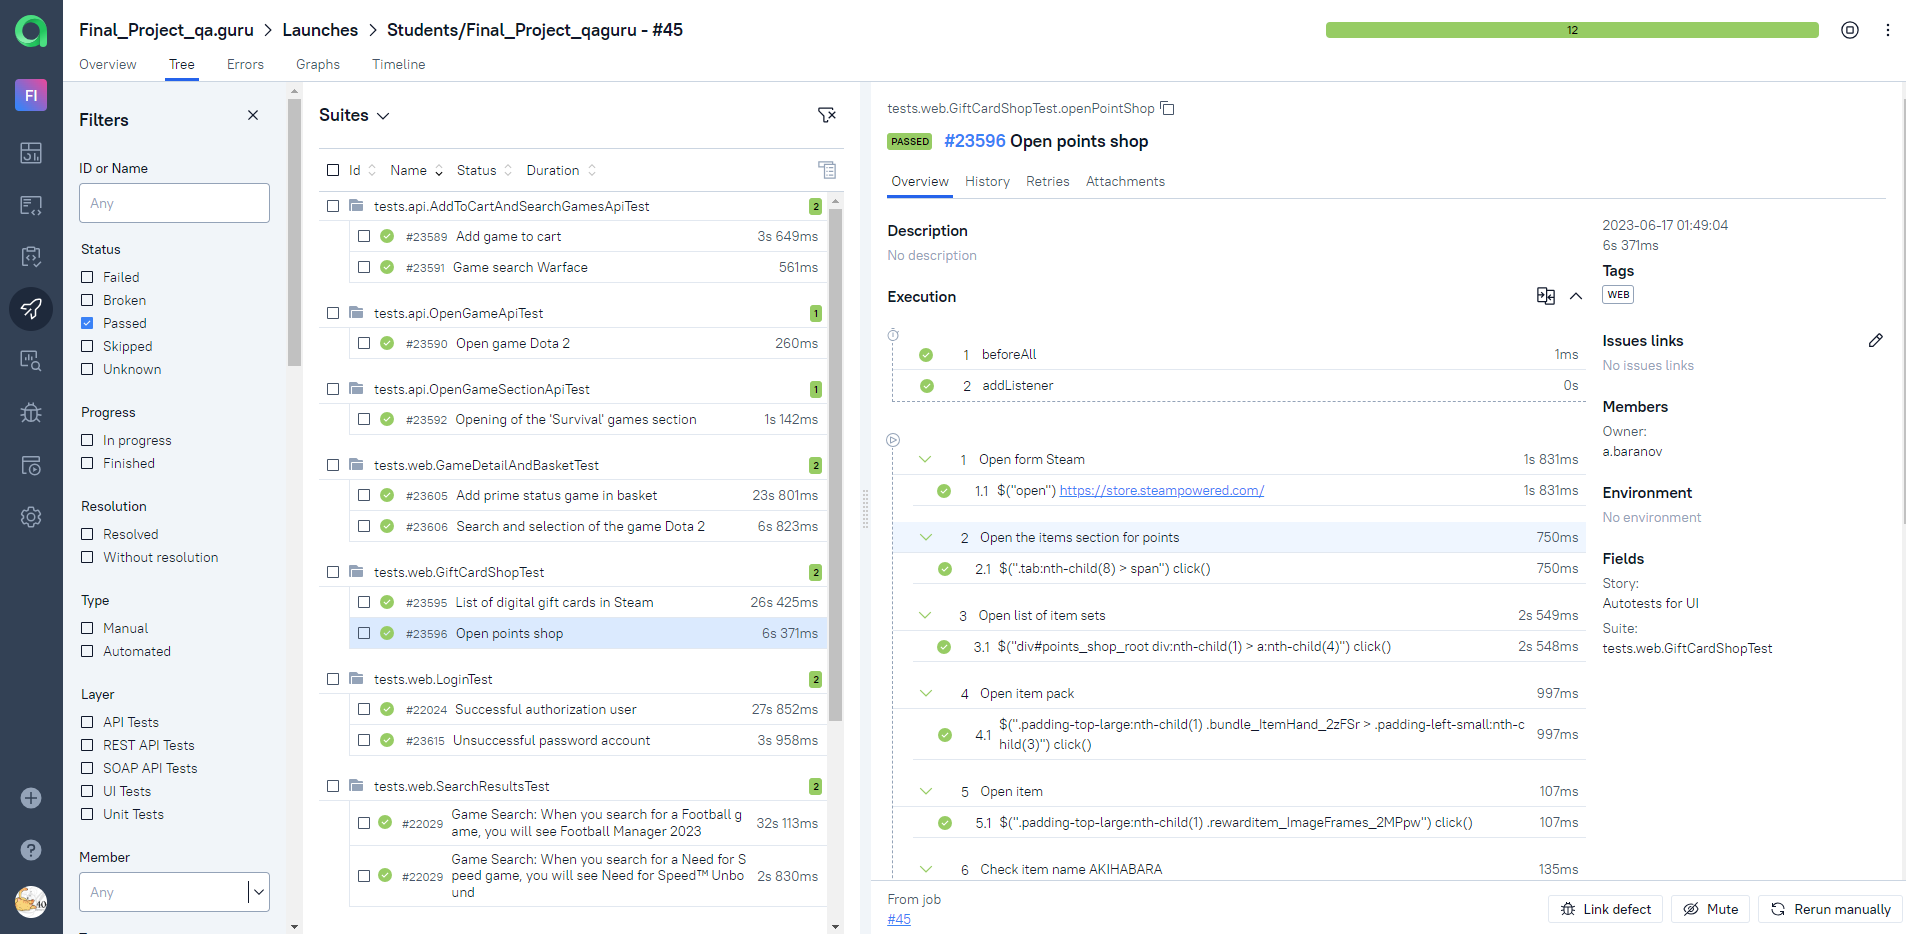 Final_Project_qa.guru > Launches > Students/Final_Project_qaguru - #45
12
Overview Tree Errors Graphs Timeline
FI
Filters
ID or Name
Any
Status
Failed
Broken
Passed
Skipped
Unknown
Progress
In progress
Finished
Resolution
Resolved
Without resolution
Type
Manual
Automated
Layer
API Tests
REST API Tests
SOAP API Tests
UI Tests
Unit Tests
Member
Any
Suites
Id Name Status Duration
tests.api.AddToCartAndSearchGamesApiTest 2
#23589 Add game to cart 3s 649ms
#23591 Game search Warface 561ms
tests.api.OpenGameApiTest 1
#23590 Open game Dota 2 260ms
tests.api.OpenGameSectionApiTest 1
#23592 Opening of the 'Survival' games section 1s 142ms
tests.web.GameDetailAndBasketTest 2
#23605 Add prime status game in basket 23s 801ms
#23606 Search and selection of the game Dota 2 6s 823ms
tests.web.GiftCardShopTest 2
#23595 List of digital gift cards in Steam 26s 425ms
#23596 Open points shop 6s 371ms
tests.web.LoginTest 2
#22024 Successful authorization user 27s 852ms
#23615 Unsuccessful password account 3s 958ms
tests.web.SearchResultsTest 2
#22029 Game Search: When you search for a Football g
ame, you will see Football Manager 2023 32s 113ms
#22029 Game Search: When you search for a Need for S
peed game, you will see Need for Speed™ Unbo
und 2s 830ms
tests.web.GiftCardShopTest.openPointShop
PASSED #23596 Open points shop
Overview History Retries Attachments
Description
No description
Execution
1 beforeAll 1ms
2 addListener 0s
1 Open form Steam 1s 831ms
1.1 $("open") https://store.steampowered.com/ 1s 831ms
2 Open the items section for points 750ms
2.1 $(".tab:nth-child(8) > span") click() 750ms
3 Open list of item sets 2s 549ms
3.1 $("div#points_shop_root div:nth-child(1) > a:nth-child(4)") click() 2s 548ms
4 Open item pack 997ms
4.1 $(".padding-top-large:nth-child(1) .bundle_ItemHand_2zFSr > .padding-left-small:nth-c
hild(3)") click() 997ms
5 Open item 107ms
5.1 $(".padding-top-large:nth-child(1) .rewarditem_ImageFrames_2MPpw") click() 107ms
6 Check item name AKIHABARA 135ms
2023-06-17 01:49:04
6s 371ms
Tags
WEB
Issues links
No issues links
Members
Owner:
a.baranov
Environment
No environment
Fields
Story:
Autotests for UI
Suite:
tests.web.GiftCardShopTest
From job
#45
Link defect Mute Rerun manually